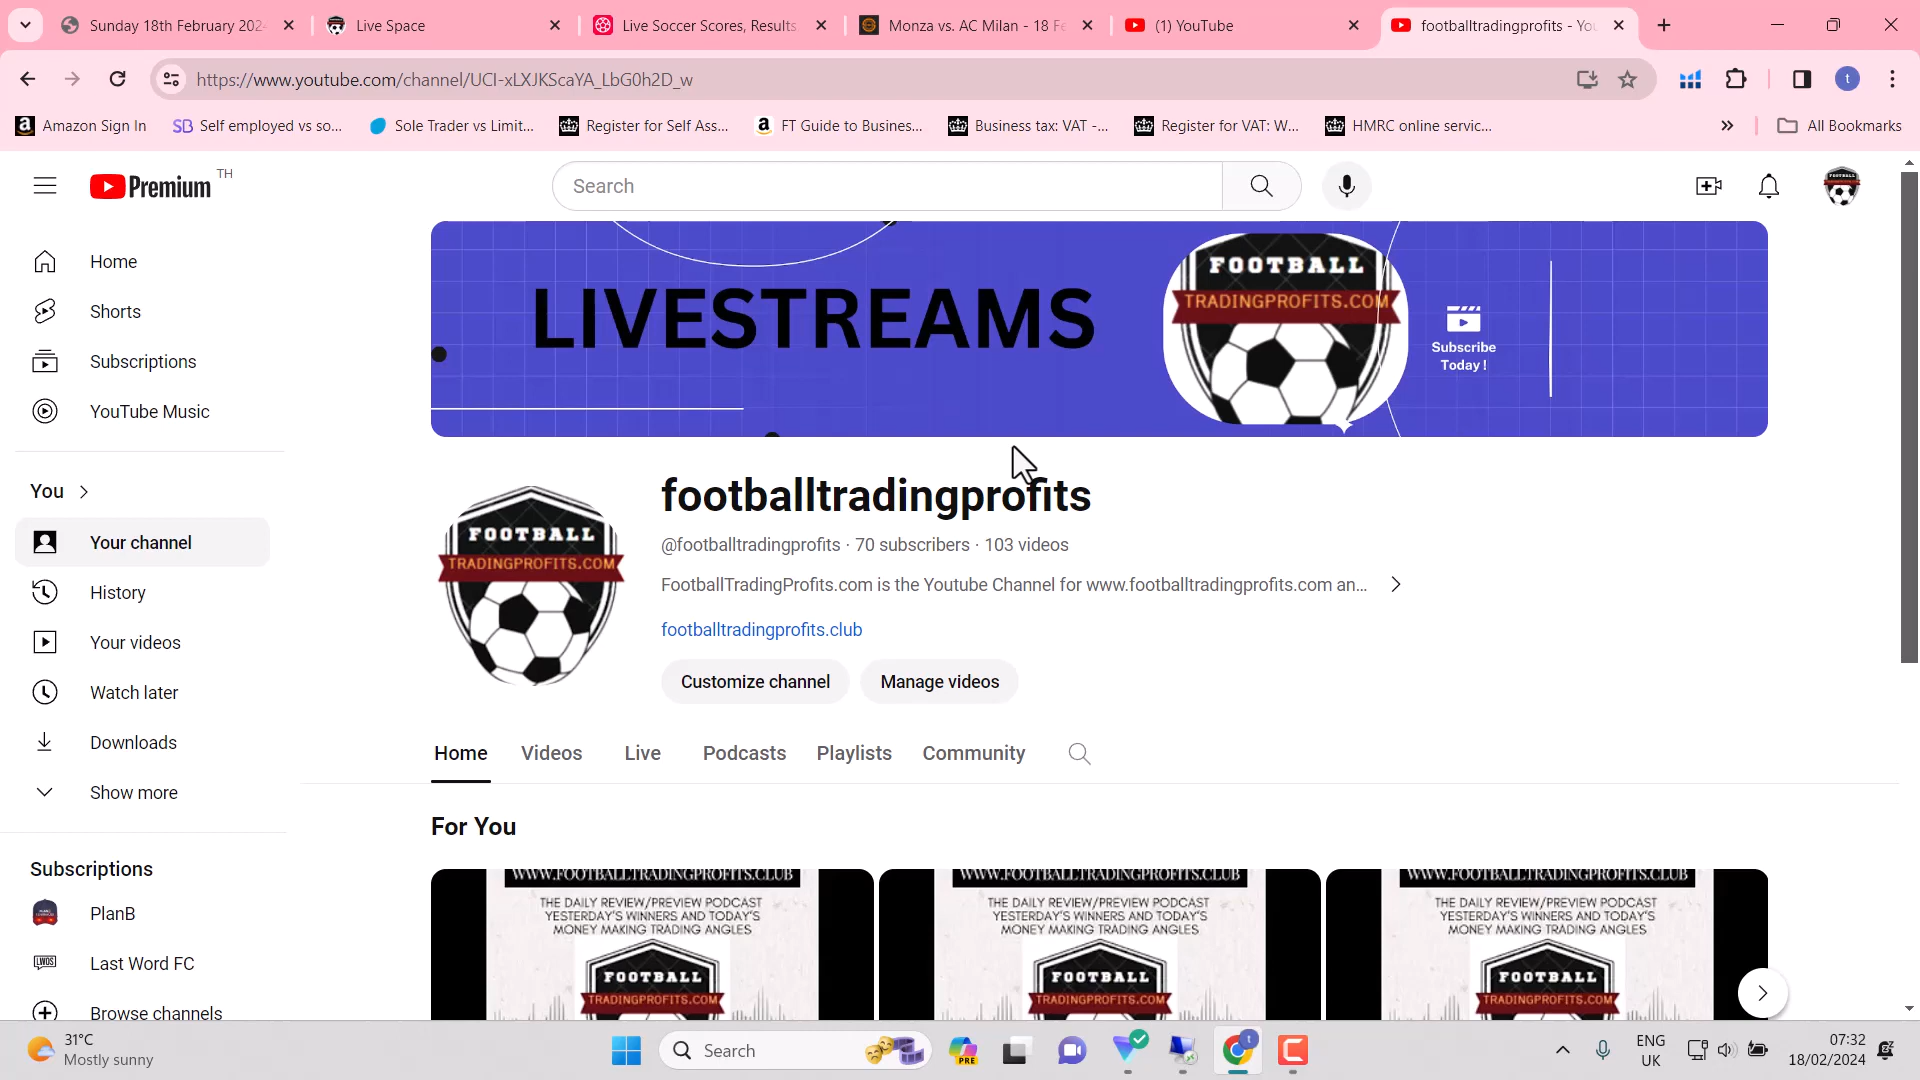 Sunday 18th February 202
Live Space
Live Soccer Scores, Results
Monza vs. AC Milan - 18 Fe
(1) YouTube
footballtradingprofits - You
https://www.youtube.com/channel/UCI-xLXJKScaYA_LbG0h2D_w
t
Amazon Sign In
SB Self employed vs so...
Sole Trader vs Limit...
Register for Self Ass...
FT Guide to Busines...
Business tax: VAT -...
Register for VAT: W...
HMRC online servic...
All Bookmarks
Premium TH
Search
Home
Shorts
Subscriptions
YouTube Music
You
Your channel
History
Your videos
Watch later
Downloads
Show more
Subscriptions
PlanB
LWOS
Last Word FC
Browse channels
LIVESTREAMS
FOOTBALL
TRADINGPROFITS.COM
Subscribe
Today !
FOOTBALL
TRADINGPROFITS.COM
footballtradingprofits
@footballtradingprofits · 70 subscribers · 103 videos
FootballTradingProfits.com is the Youtube Channel for www.footballtradingprofits.com an...
footballtradingprofits.club
Customize channel
Manage videos
Home
Videos
Live
Podcasts
Playlists
Community
For You
WWW.FOOTBALLTRADINGPROFITS.CLUB
THE DAILY REVIEW/PREVIEW PODCAST
YESTERDAY'S WINNERS AND TODAY'S
MONEY MAKING TRADING ANGLES
FOOTBALL
TRADINGPROFITS.COM
WWW.FOOTBALLTRADINGPROFITS.CLUB
THE DAILY REVIEW/PREVIEW PODCAST
YESTERDAY'S WINNERS AND TODAY'S
MONEY MAKING TRADING ANGLES
FOOTBALL
TRADINGPROFITS.COM
WWW.FOOTBALLTRADINGPROFITS.CLUB
THE DAILY REVIEW/PREVIEW PODCAST
YESTERDAY'S WINNERS AND TODAY'S
MONEY MAKING TRADING ANGLES
FOOTBALL
TRADINGPROFITS.COM
31°C
Mostly sunny
Search
PRE
t
ENG
UK
07:32
18/02/2024